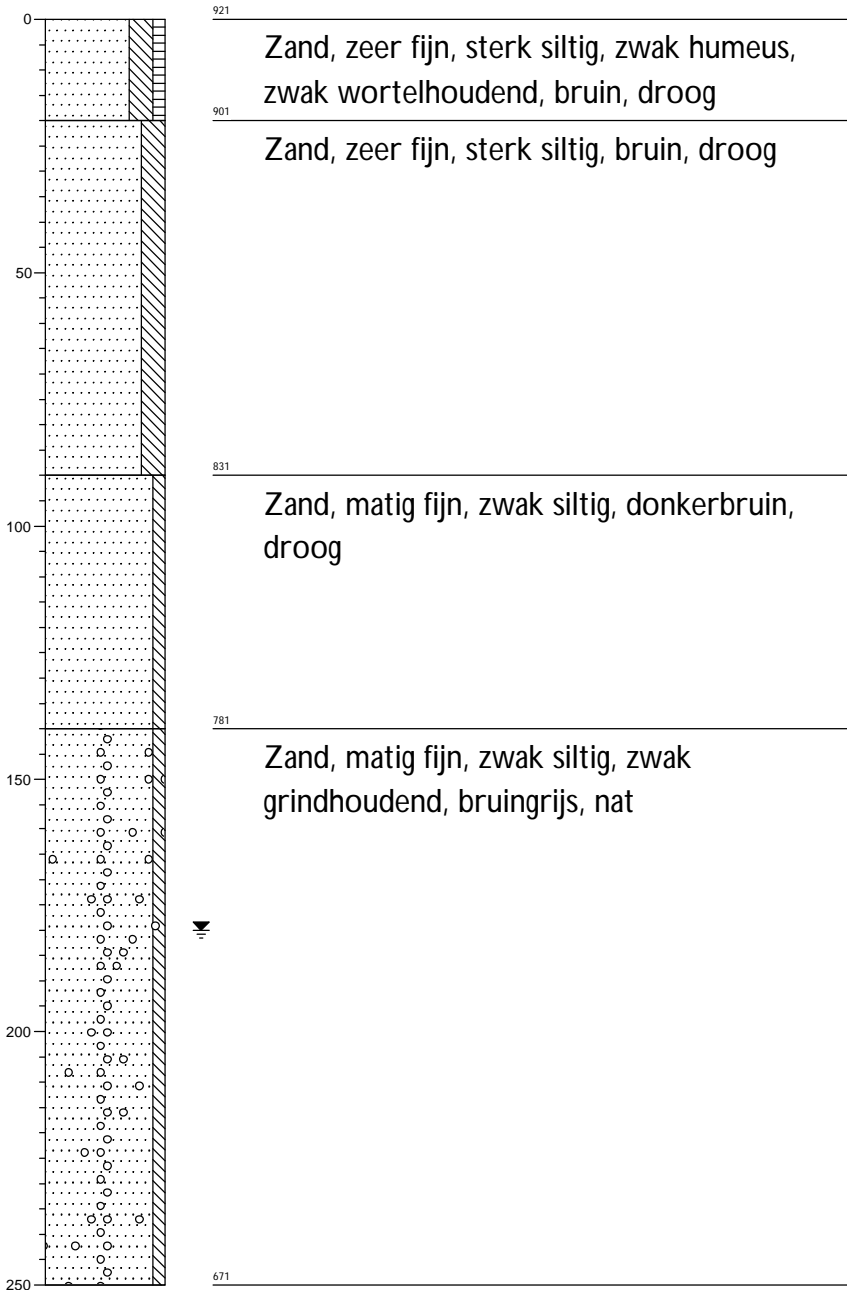 0
921
Zand, zeer fijn, sterk siltig, zwak humeus,
zwak wortelhoudend, bruin, droog
901
Zand, zeer fijn, sterk siltig, bruin, droog
50
831
Zand, matig fijn, zwak siltig, donkerbruin,
droog
100
781
Zand, matig fijn, zwak siltig, zwak
grindhoudend, bruingrijs, nat
150
200
671
250